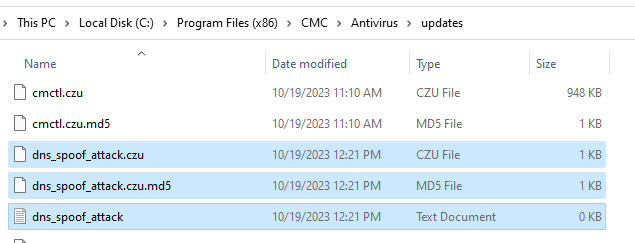 This PC > Local Disk (C:) > Program Files (x86) > CMC > Antivirus > updates
Name Date modified Type Size
cmctl.czu 10/19/2023 11:10 AM CZU File 948 KB
cmctl.czu.md5 10/19/2023 11:10 AM MD5 File 1 KB
dns_spoof_attack.czu 10/19/2023 12:21 PM CZU File 1 KB
dns_spoof_attack.czu.md5 10/19/2023 12:21 PM MD5 File 1 KB
dns_spoof_attack 10/19/2023 12:21 PM Text Document 0 KB